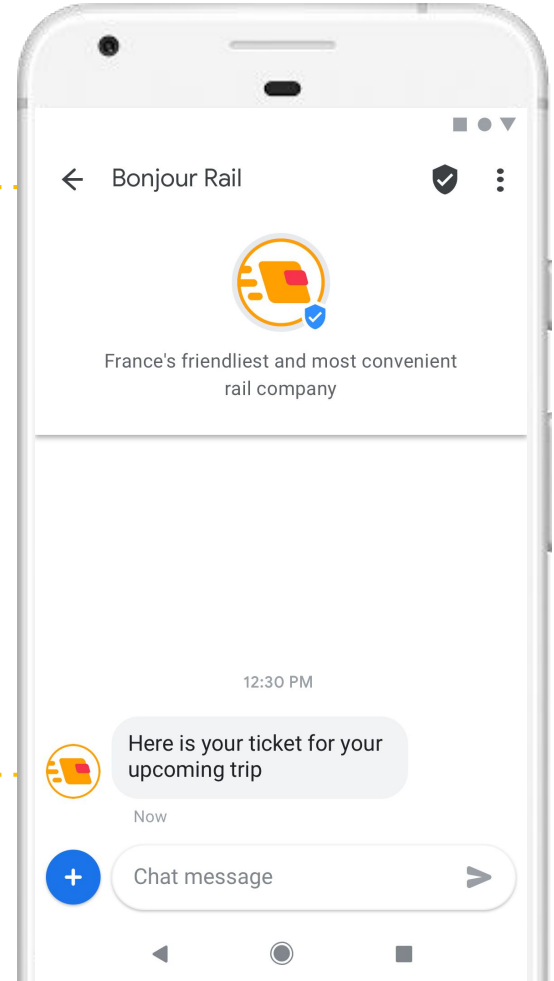 Bonjour Rail
France's friendliest and most convenient
rail company
12:30 PM
Here is your ticket for your
upcoming trip
Now
Chat message